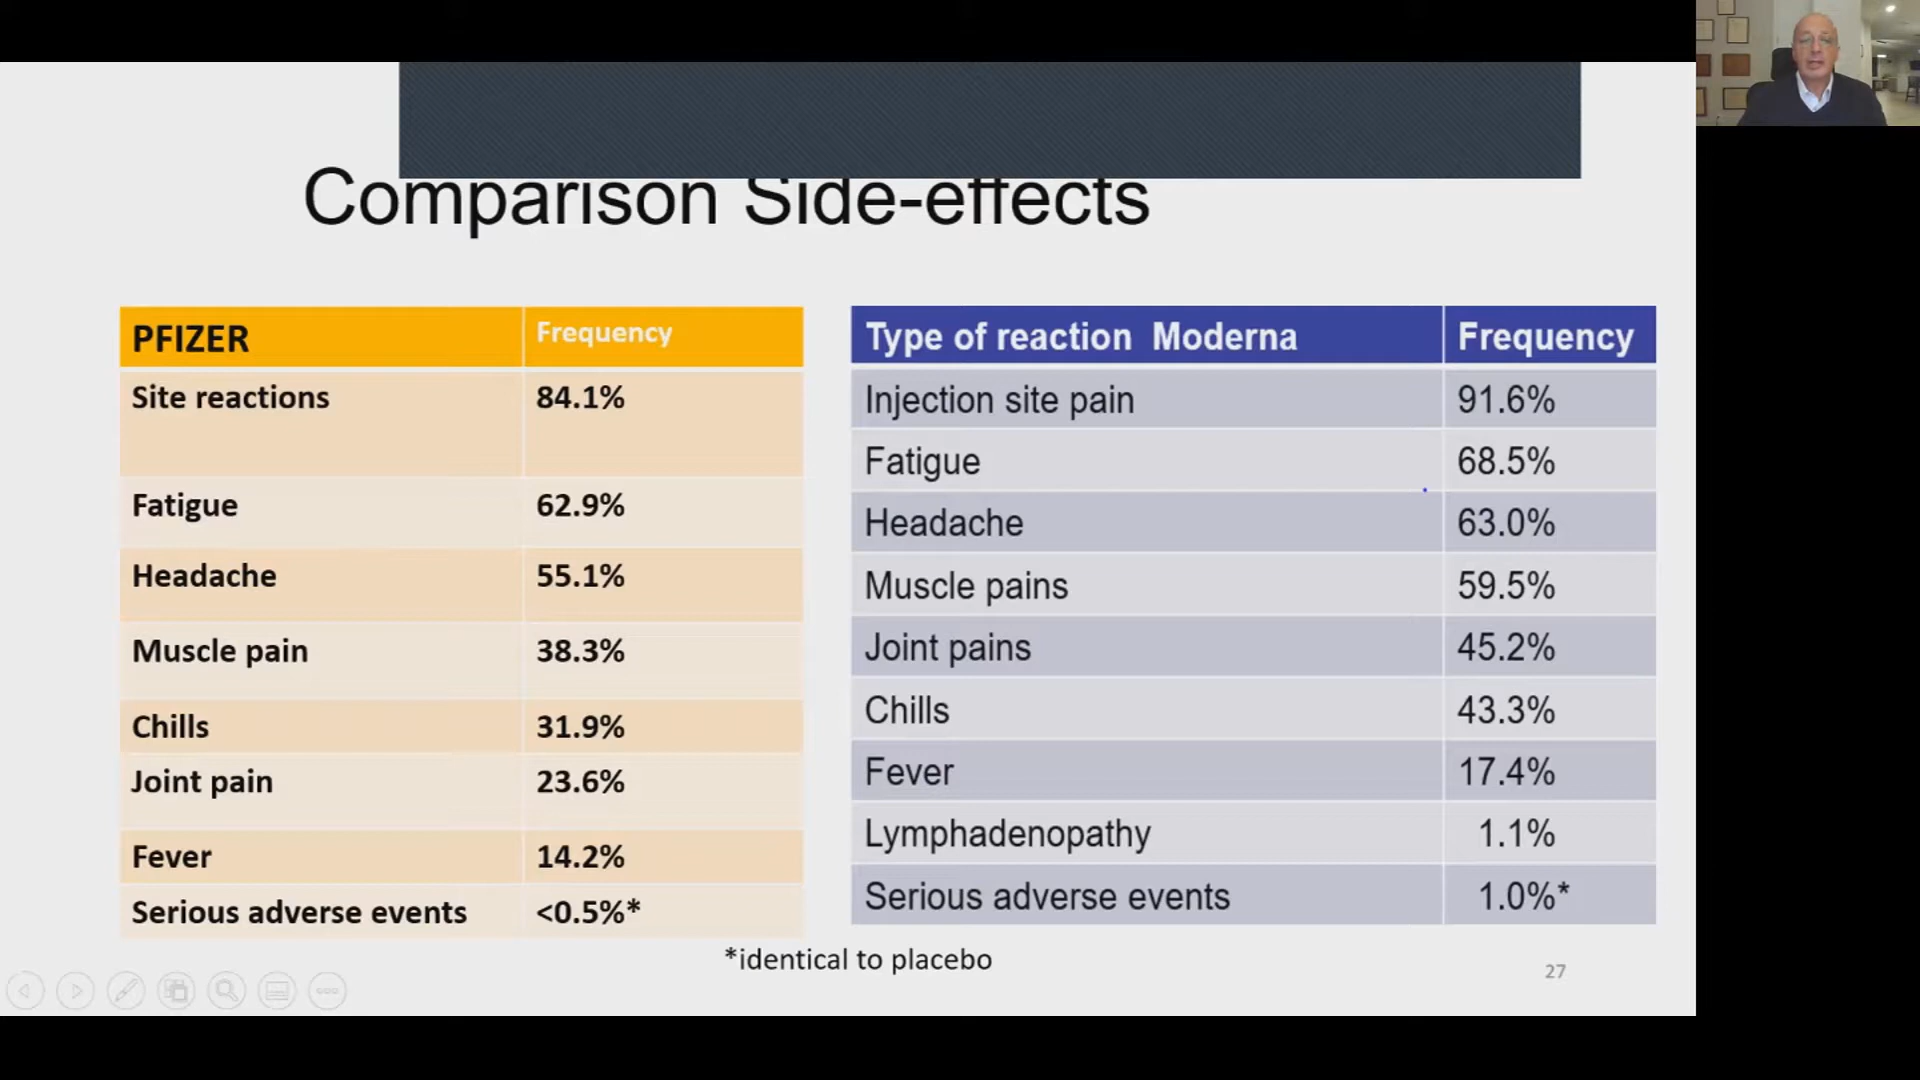 Comparison Side-effects
PFIZER Frequency
Site reactions 84.1%
Fatigue 62.9%
Headache 55.1%
Muscle pain 38.3%
Chills 31.9%
Joint pain 23.6%
Fever 14.2%
Serious adverse events <0.5%*
Type of reaction Moderna Frequency
Injection site pain 91.6%
Fatigue 68.5%
Headache 63.0%
Muscle pains 59.5%
Joint pains 45.2%
Chills 43.3%
Fever 17.4%
Lymphadenopathy 1.1%
Serious adverse events 1.0%*
*identical to placebo
27